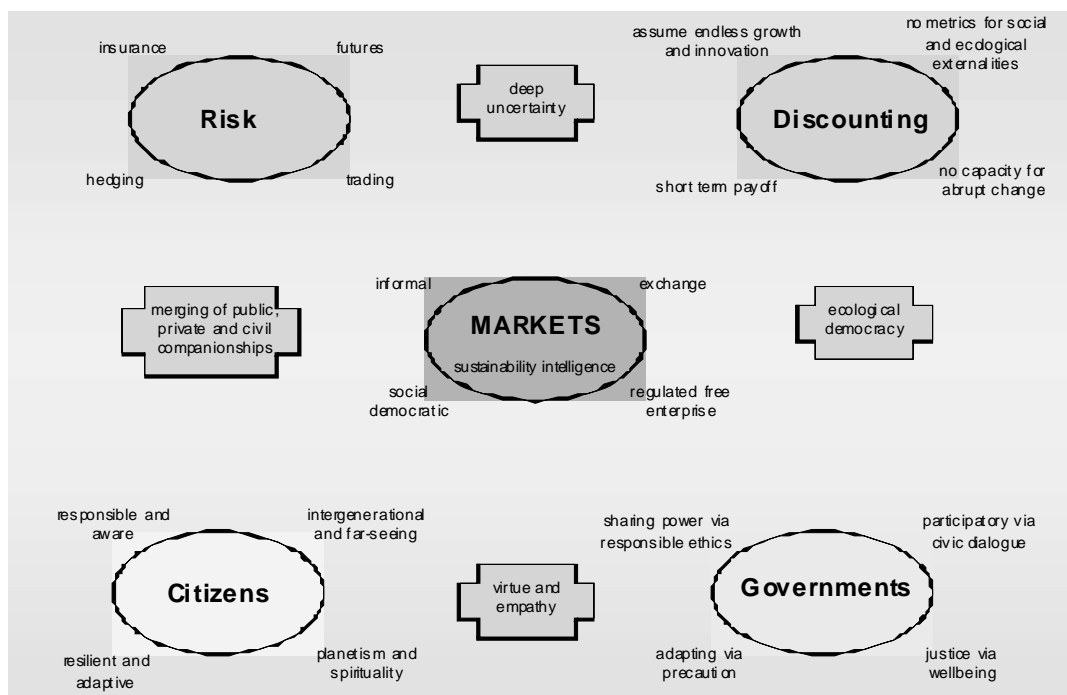 insurance
futures
Risk
hedging
trading
deep
uncertainty
assume endless growth
and innovation
no metrics for social
and ecological
externalities
Discounting
short term payoff
no capacity for
abrupt change
merging of public,
private and civil
companionships
informal
exchange
MARKETS
sustainability intelligence
social
democratic
regulated free
enterprise
ecological
democracy
responsible and
aware
intergenerational
and far-seeing
Citizens
resilient and
adaptive
planetism and
spirituality
virtue and
empathy
sharing power via
responsible ethics
participatory via
civic dialogue
Governments
adapting via
precaution
justice via
wellbeing